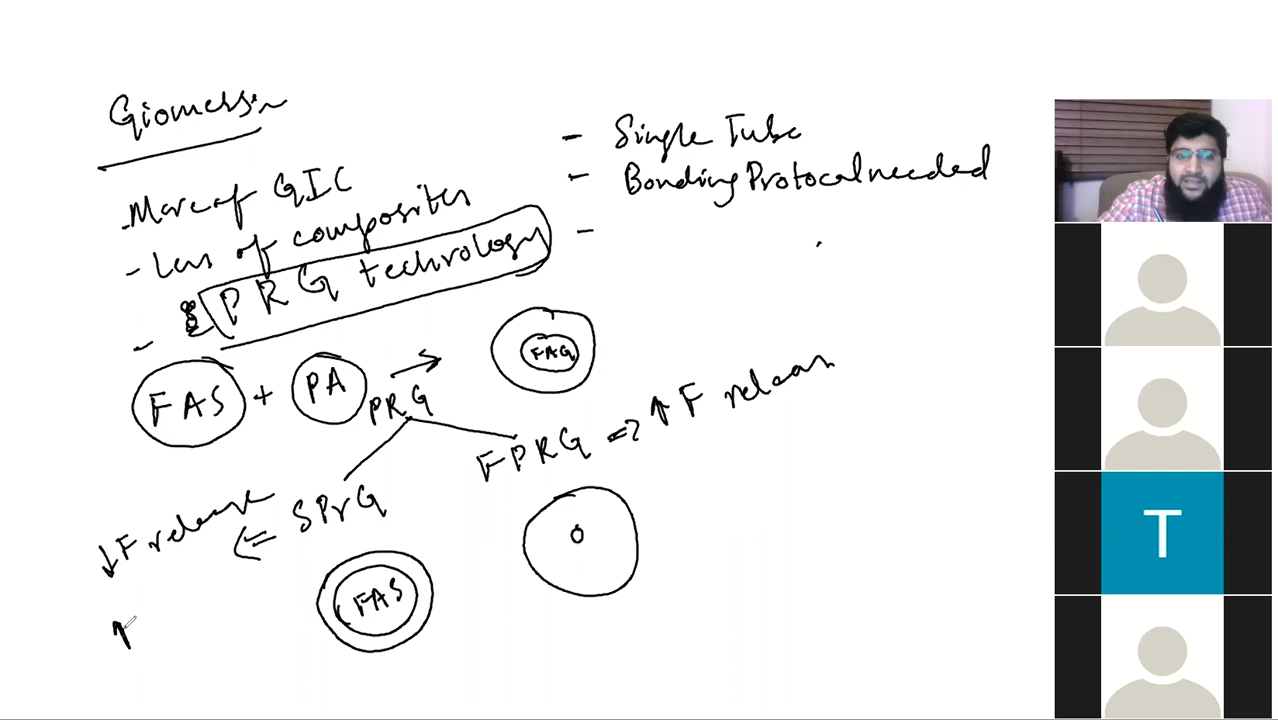 Giomers
- More of GIC
- Less of composites
- PRG technology
- Single Tube
- Bonding Protocal needed
-
FAS + PA
PRG →
FAG
SPrG ⇒ ↓ F release
FPRG ⇒ ↑ F release
FAS
↑
T